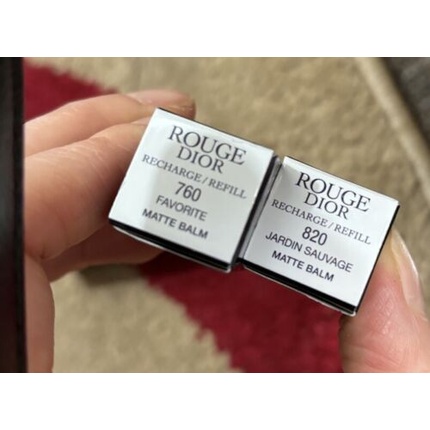 ROUGE
DIOR
RECHARGE/REFILL
760
FAVORITE
MATTE BALM
ROUGE
DIOR
RECHARGE/REFILL
820
JARDIN SAUVAGE
MATTE BALM